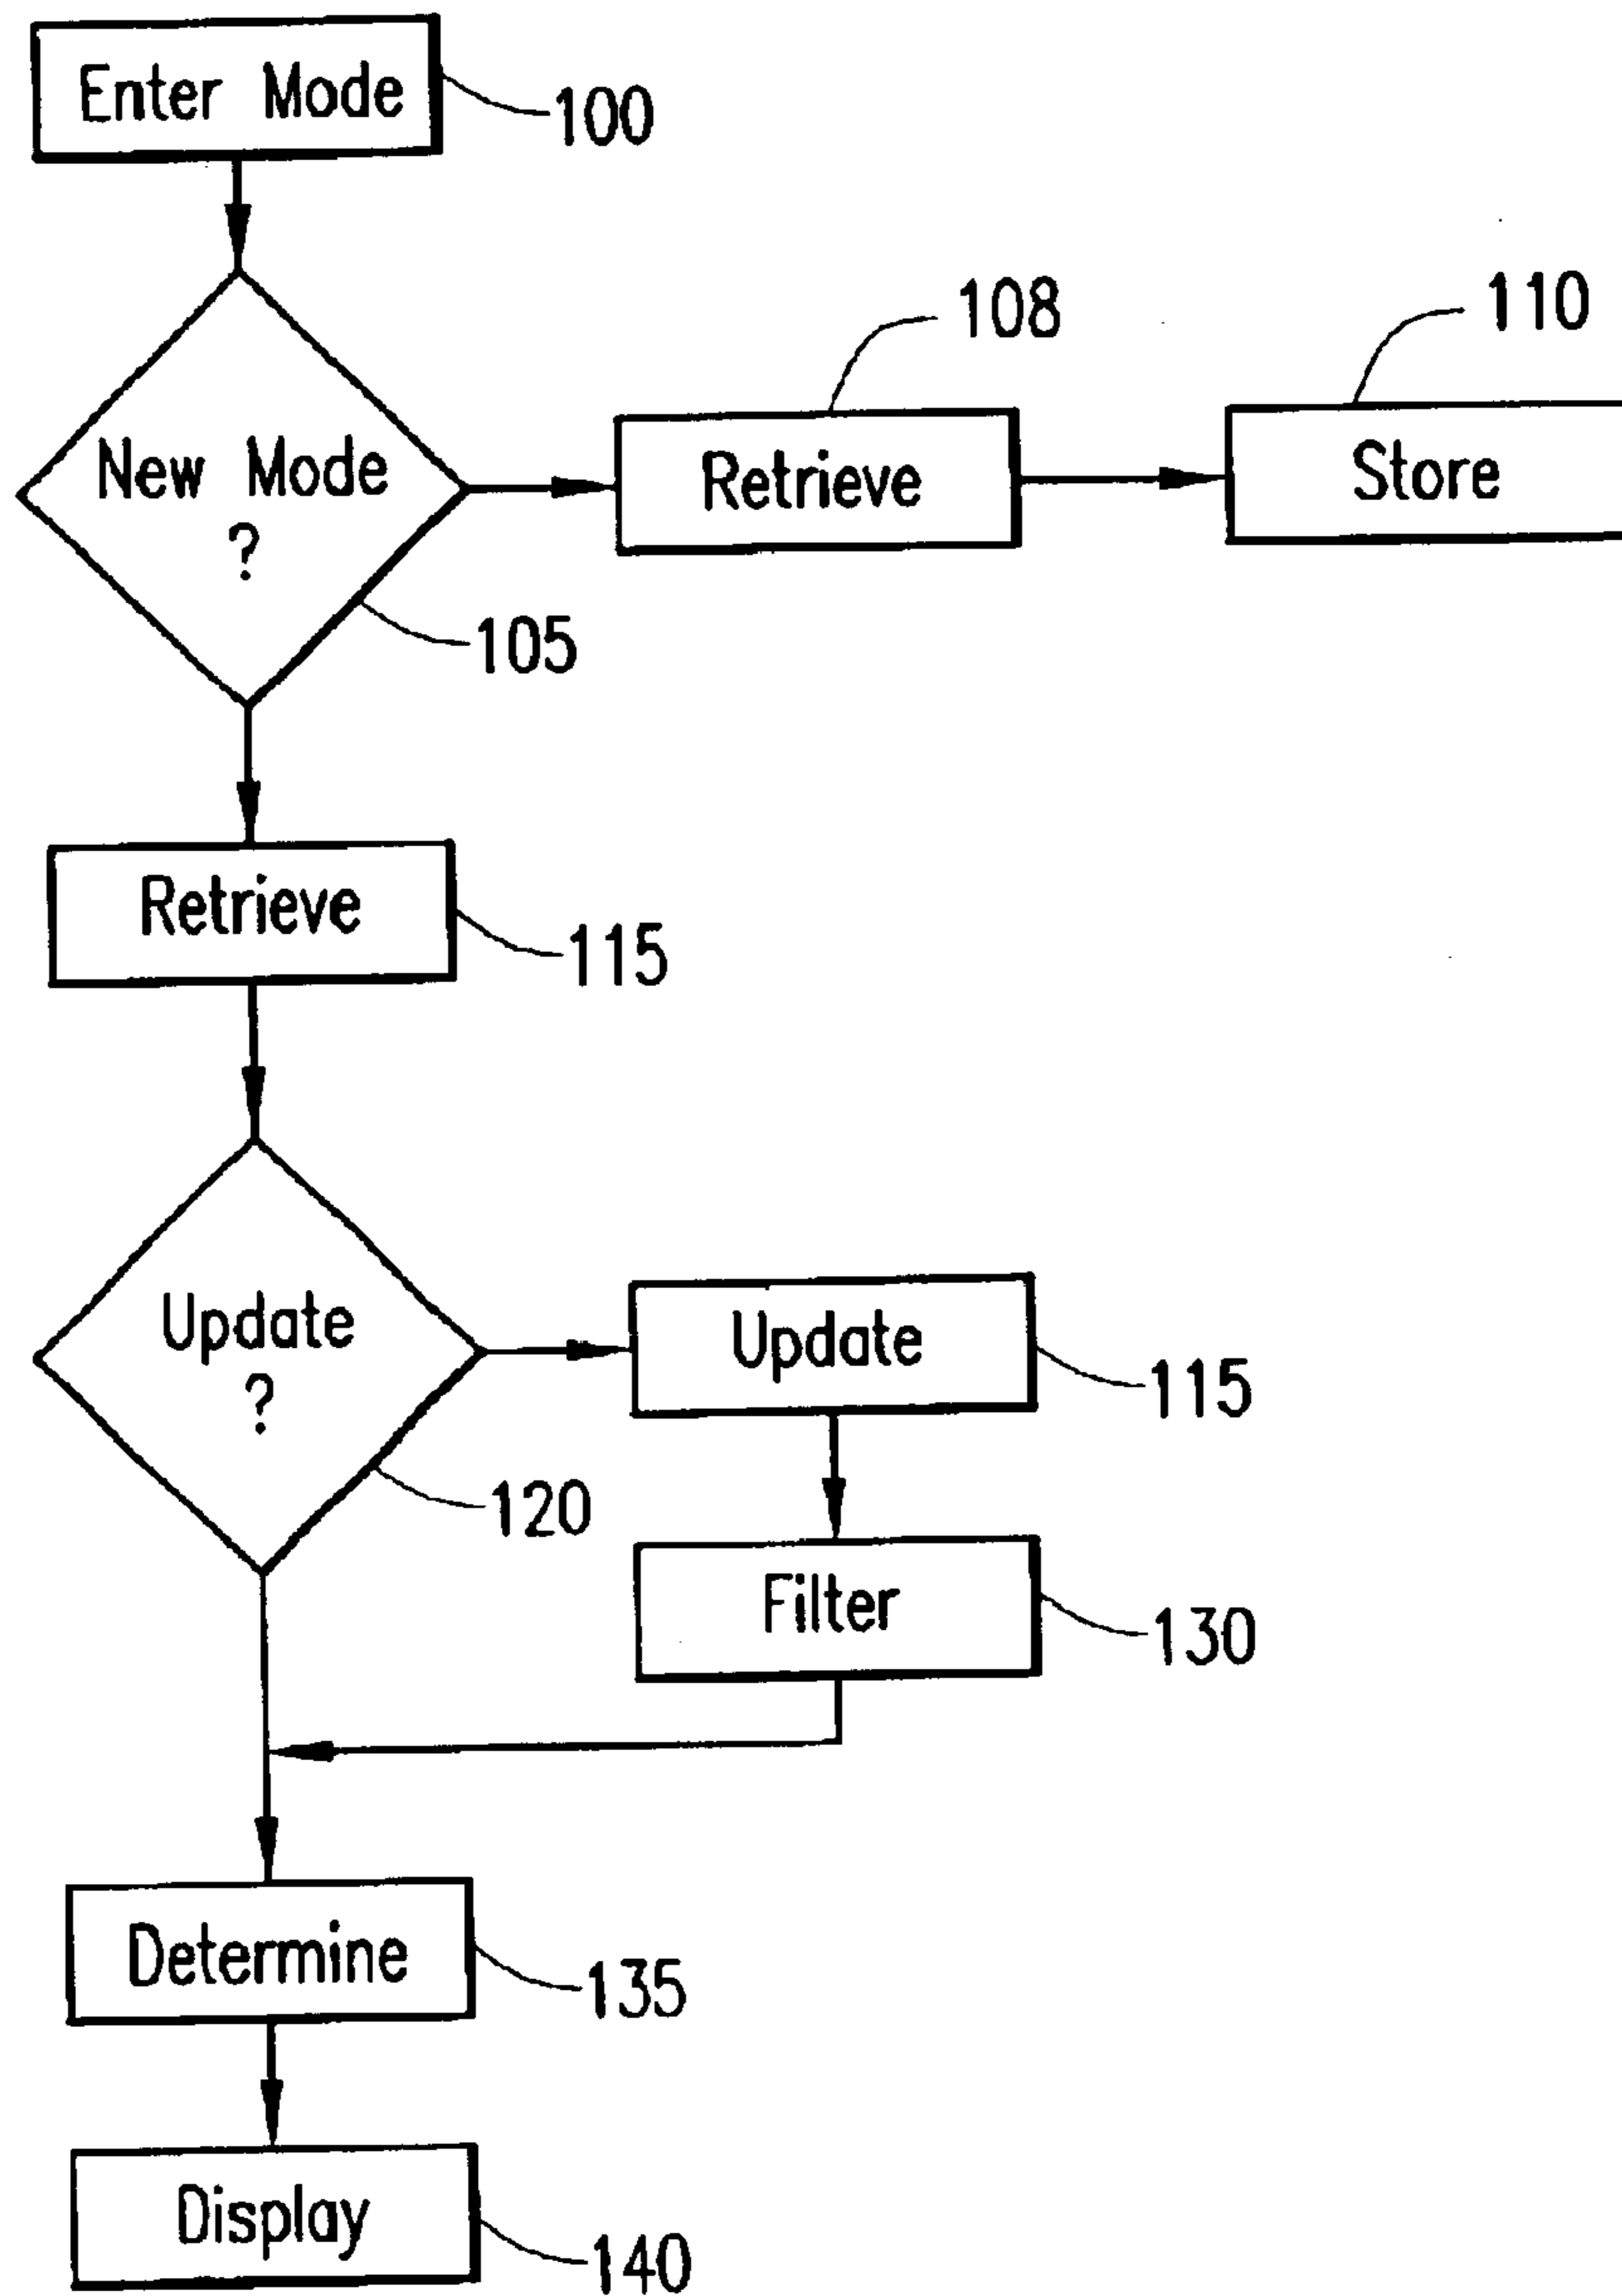 Enter Mode
100
New Mode
?
105
Retrieve
108
Store
110
Retrieve
115
Update
?
120
Update
115
Filter
130
Determine
135
Display
140